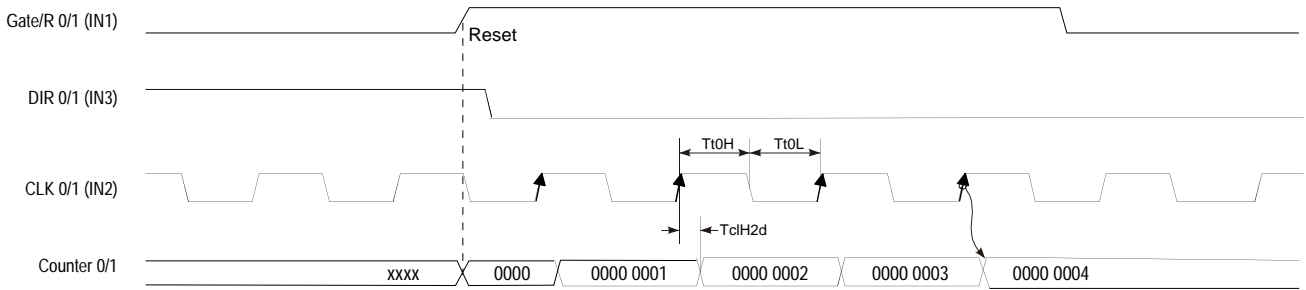 Gate/R 0/1 (IN1)
Reset
DIR 0/1 (IN3)
Tt0H Tt0L
CLK 0/1 (IN2)
TclH2d
Counter 0/1 xxxx 0000 0000 0001 0000 0002 0000 0003 0000 0004